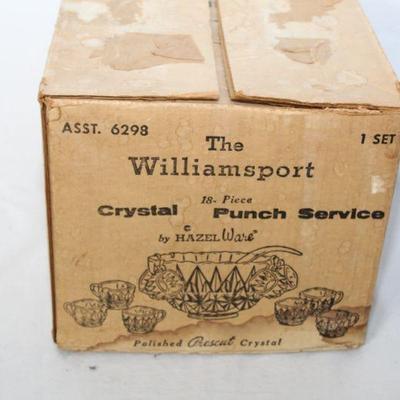 ASST. 6298
1 SET
The
Williamsport
18- Piece
Crystal Punch Service
by HAZEL Ware
Polished Prescut Crystal